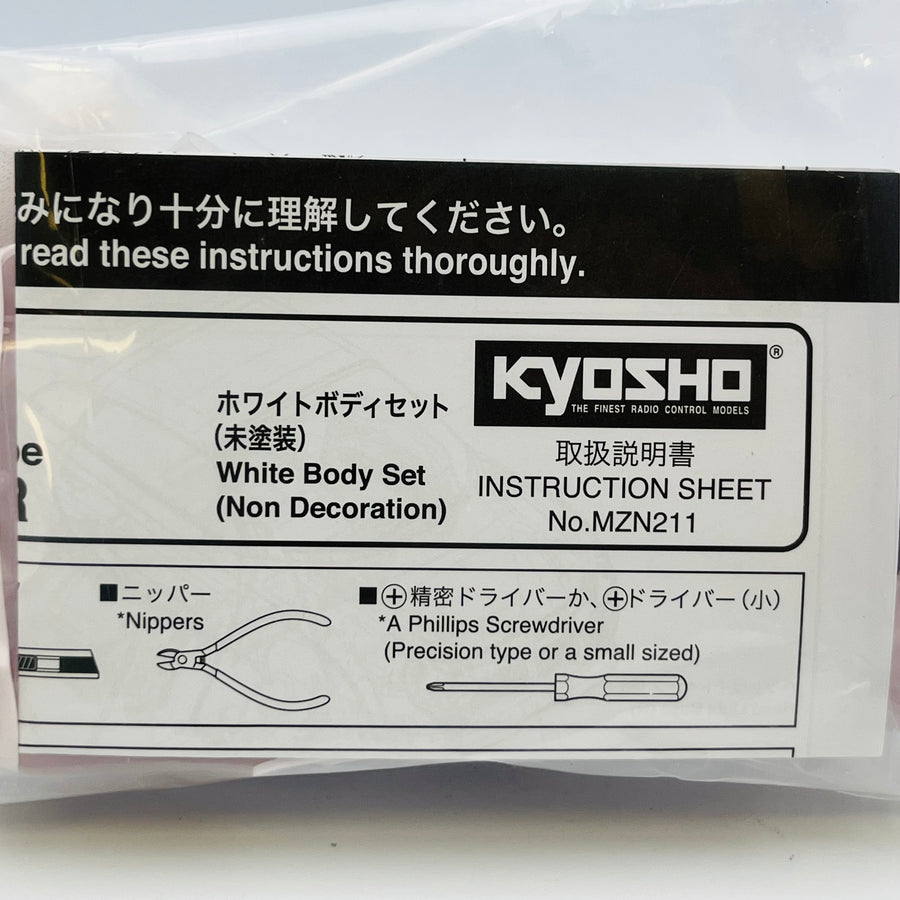 みになり十分に理解してください。
read these instructions thoroughly.
KYOSHO®
THE FINEST RADIO CONTROL MODELS
ホワイトボディセット
(未塗装)
White Body Set
(Non Decoration)
取扱説明書
INSTRUCTION SHEET
No.MZN211
■ニッパー
*Nippers
■⊕精密ドライバーか、⊕ドライバー(小)
*A Phillips Screwdriver
(Precision type or a small sized)